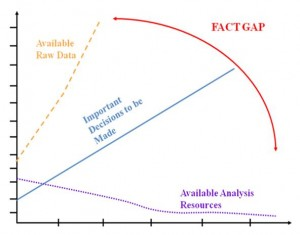 FACT GAP
Available
Raw Data
Important
Decisions to be
Made
Available Analysis
Resources